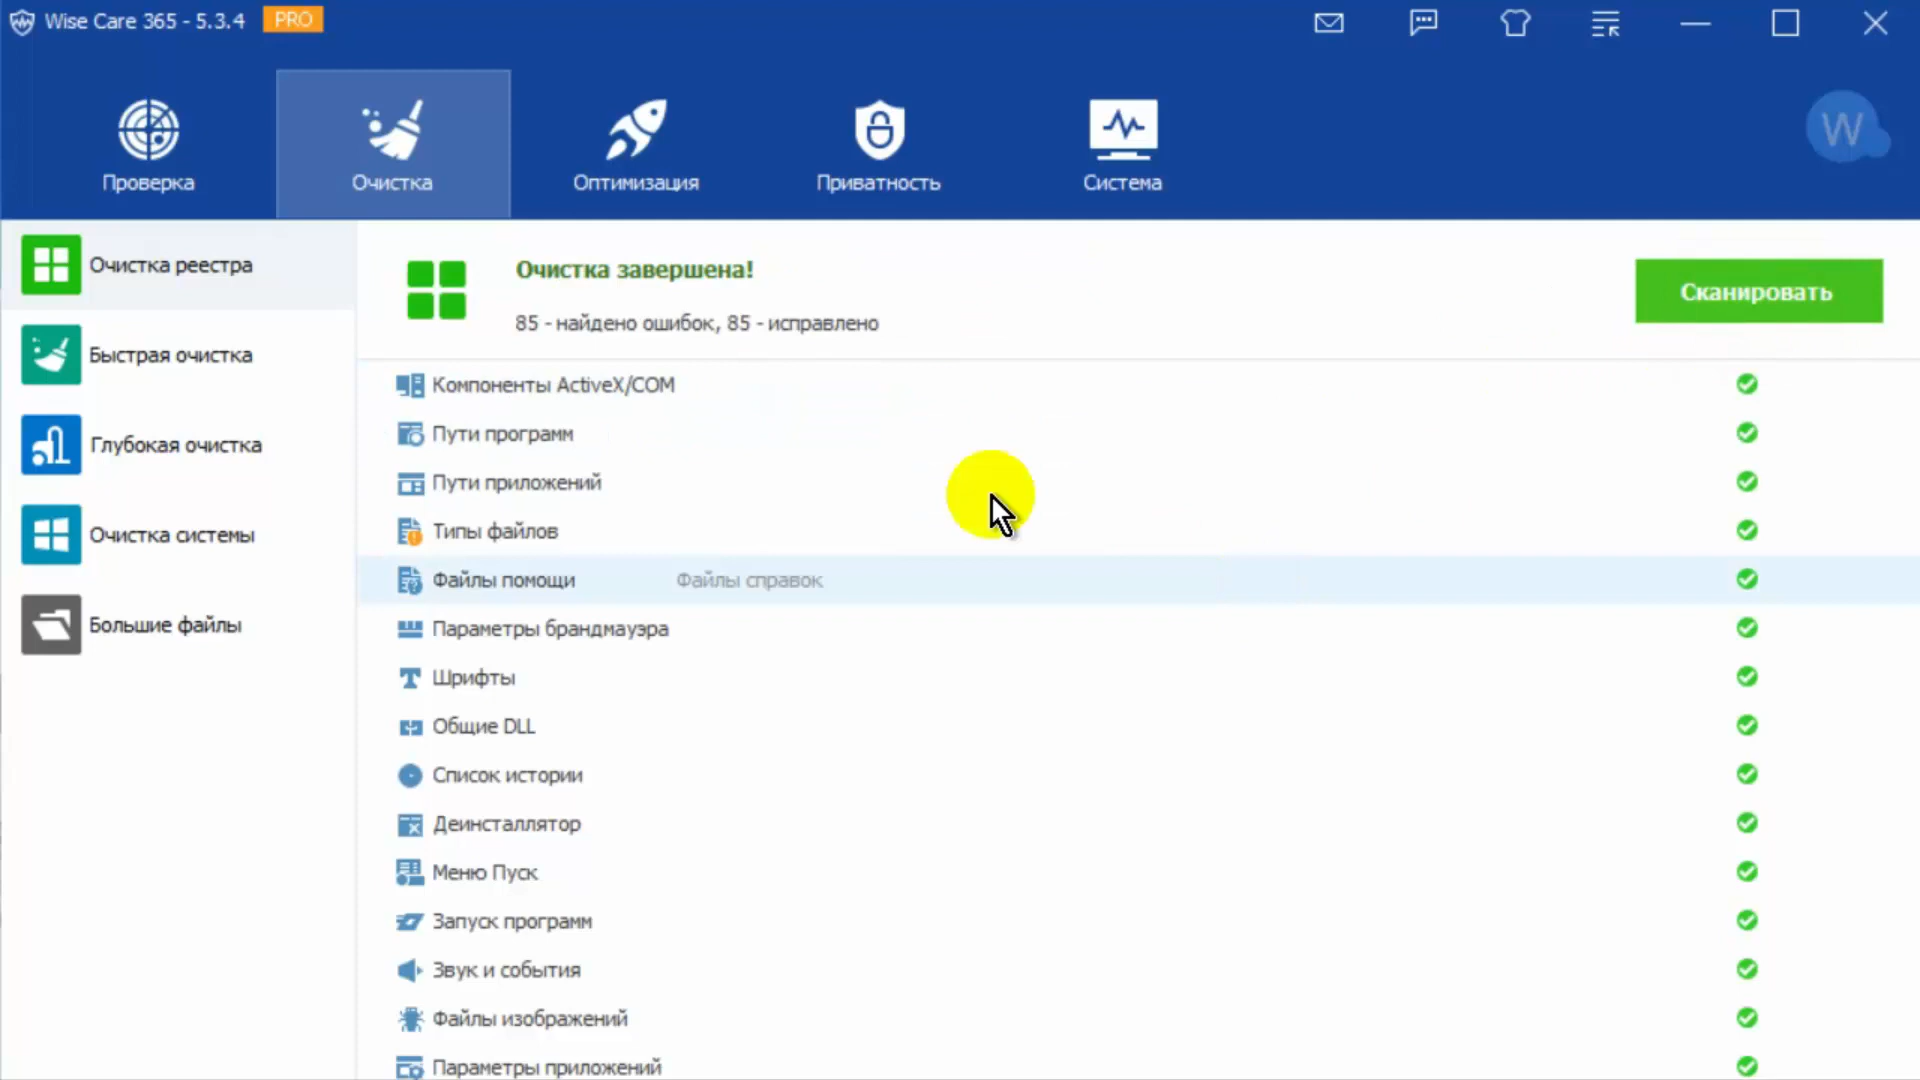 Wise Care 365 - 5.3.4 PRO
Проверка
Очистка
Оптимизация
Приватность
Система
W
Очистка реестра
Быстрая очистка
Глубокая очистка
Очистка системы
Большие файлы
Очистка завершена!
85 - найдено ошибок, 85 - исправлено
Сканировать
Компоненты ActiveX/COM
Пути программ
Пути приложений
Типы файлов
Файлы помощи Файлы справок
Параметры брандмауэра
Шрифты
Общие DLL
Список истории
Деинсталлятор
Меню Пуск
Запуск программ
Звук и события
Файлы изображений
Параметры приложений